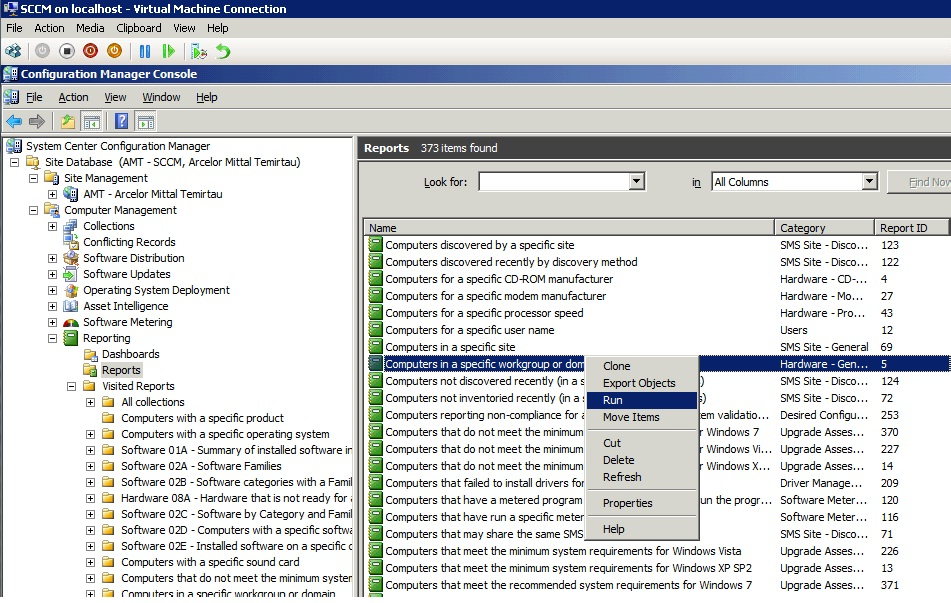 SCCM on localhost - Virtual Machine Connection
File Action Media Clipboard View Help
Configuration Manager Console
File Action View Window Help
System Center Configuration Manager
Site Database (AMT - SCCM, Arcelor Mittal Temirtau)
Site Management
AMT - Arcelor Mittal Temirtau
Computer Management
Collections
Conflicting Records
Software Distribution
Software Updates
Operating System Deployment
Asset Intelligence
Software Metering
Reporting
Dashboards
Reports
Visited Reports
All collections
Computers with a specific product
Computers with a specific operating system
Software 01A - Summary of installed software in
Software 02A - Software Families
Software 02B - Software categories with a Famil
Hardware 08A - Hardware that is not ready for a
Software 02C - Software by Category and Famil
Software 02D - Computers with a specific softwa
Software 02E - Installed software on a specific c
Computers with a specific sound card
Computers that do not meet the minimum system
Computers in a specific workgroup or domain
Reports 373 items found
Look for: in All Columns Find Now
Name Category Report ID
Computers discovered by a specific site SMS Site - Disco... 123
Computers discovered recently by discovery method SMS Site - Disco... 122
Computers for a specific CD-ROM manufacturer Hardware - CD-... 4
Computers for a specific modem manufacturer Hardware - Mo... 27
Computers for a specific processor speed Hardware - Pro... 43
Computers for a specific user name Users 12
Computers in a specific site SMS Site - General 69
Computers in a specific workgroup or dom Hardware - Gen... 5
Computers not discovered recently (in a s ) SMS Site - Disco... 124
Computers not inventoried recently (in a s s) SMS Site - Disco... 72
Computers reporting non-compliance for a tem validatio... Desired Configu... 253
Computers that do not meet the minimum r Windows 7 Upgrade Asses... 370
Computers that do not meet the minimum r Windows Vi... Upgrade Asses... 227
Computers that do not meet the minimum r Windows X... Upgrade Asses... 14
Computers that failed to install drivers for Driver Manage... 209
Computers that have a metered program un the progr... Software Meter... 120
Computers that have run a specific meter Software Meter... 116
Computers that may share the same SMS SMS Site - Disco... 71
Computers that meet the minimum system requirements for Windows Vista Upgrade Asses... 226
Computers that meet the minimum system requirements for Windows XP SP2 Upgrade Asses... 13
Computers that meet the recommended system requirements for Windows 7 Upgrade Asses... 371
Clone
Export Objects
Run
Move Items
Cut
Delete
Refresh
Properties
Help